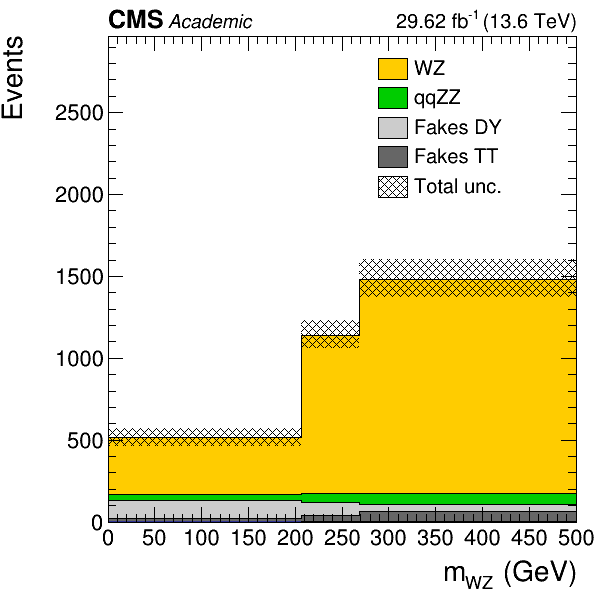 CMS Academic 29.62 fb⁻¹ (13.6 TeV)
Events
WZ
qqZZ
Fakes DY
Fakes TT
Total unc.
2500
2000
1500
1000
500
0
0 50 100 150 200 250 300 350 400 450 500
m_WZ (GeV)